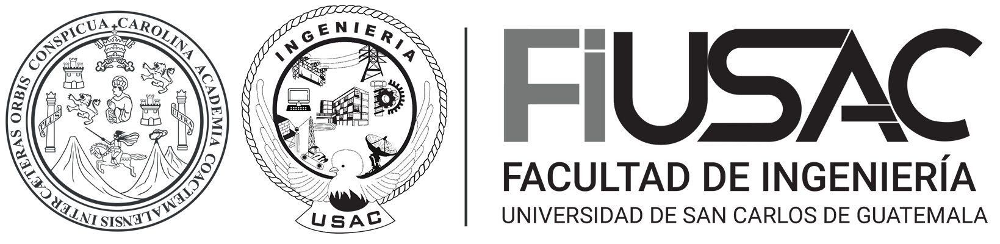 INTER CÆTERAS ORBIS CONSPICUA CAROLINA ACADEMIA COACTEMALENSIS
PLUS
ULTRA
INGENIERIA
USAC
FiUSAC
FACULTAD DE INGENIERÍA
UNIVERSIDAD DE SAN CARLOS DE GUATEMALA